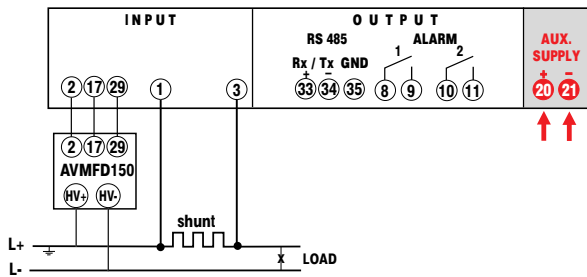 INPUT
OUTPUT
RS 485
ALARM
AUX.
SUPPLY
Rx / Tx GND
1
2
+
−
+
−
2
17
29
1
3
33
34
35
8
9
10
11
20
21
2
17
29
AVMFD150
HV+
HV-
shunt
L+
x
LOAD
L-